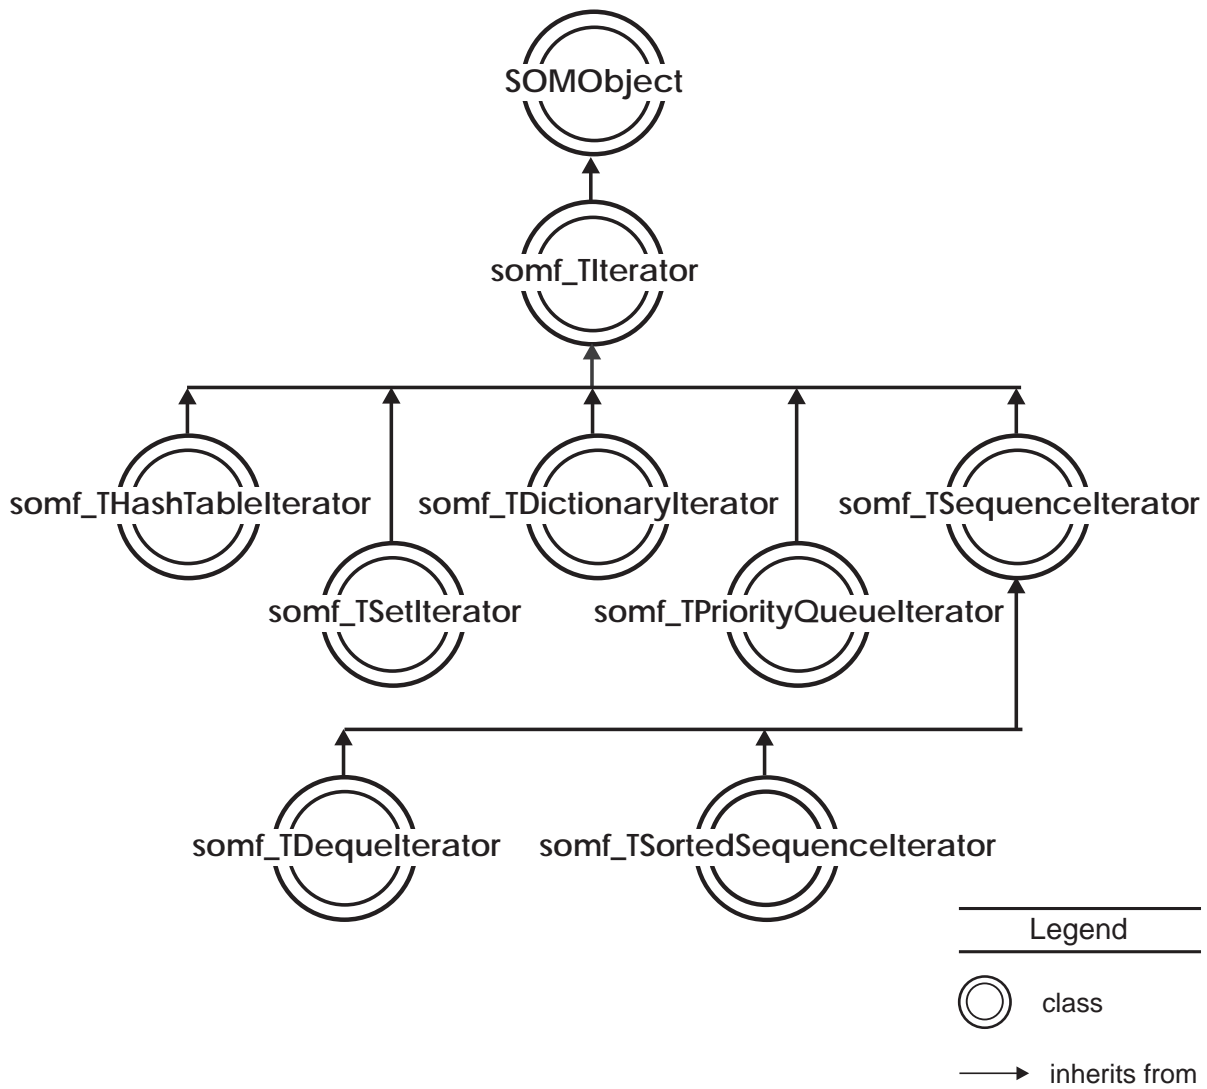 SOMObject
somf_TIterator
somf_THashTableIterator
somf_TDictionaryIterator
somf_TSequenceIterator
somf_TSetIterator
somf_TPriorityQueueIterator
somf_TDequeIterator
somf_TSortedSequenceIterator
Legend
class
inherits from